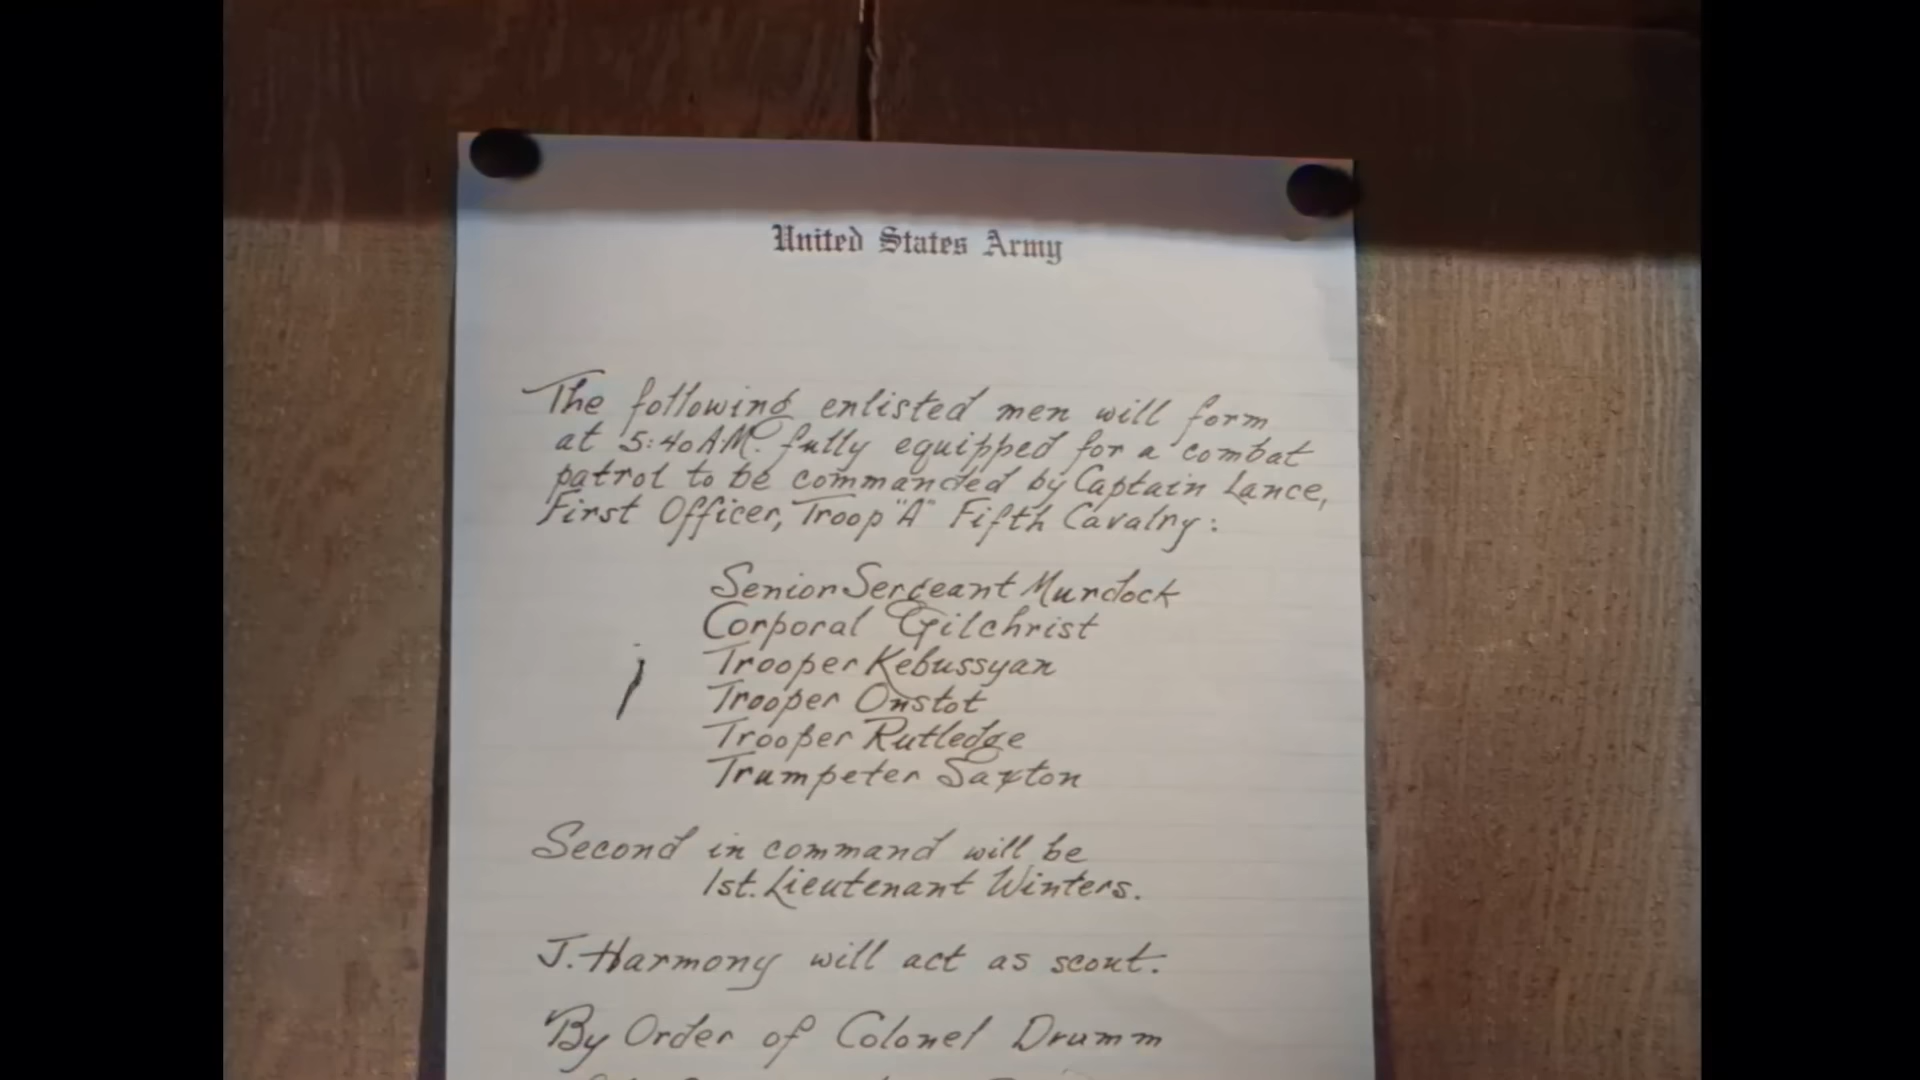 United States Army
The following enlisted men will form
at 5:40 A.M. fully equipped for a combat
patrol to be commanded by Captain Lance,
First Officer, Troop "A" Fifth Cavalry:
Senior Sergeant Murdock
Corporal Gilchrist
Trooper Kebussyan
Trooper Onstot
Trooper Rutledge
Trumpeter Saxton
Second in command will be
1st. Lieutenant Winters.
J. Harmony will act as scout.
By Order of Colonel Drumm